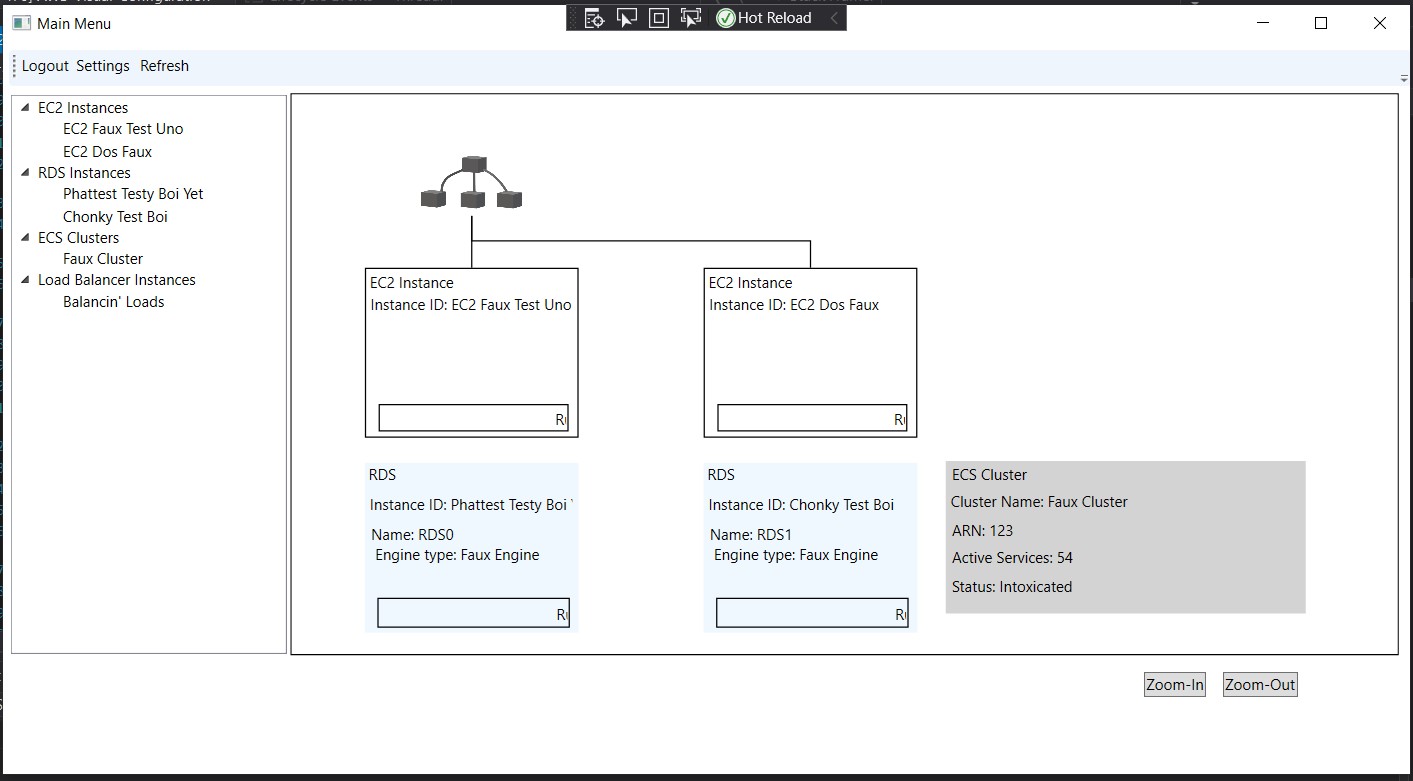 Main Menu
Hot Reload
Logout Settings Refresh
EC2 Instances
EC2 Faux Test Uno
EC2 Dos Faux
RDS Instances
Phattest Testy Boi Yet
Chonky Test Boi
ECS Clusters
Faux Cluster
Load Balancer Instances
Balancin' Loads
EC2 Instance
Instance ID: EC2 Faux Test Uno
EC2 Instance
Instance ID: EC2 Dos Faux
RDS
Instance ID: Phattest Testy Boi
Name: RDS0
Engine type: Faux Engine
RDS
Instance ID: Chonky Test Boi
Name: RDS1
Engine type: Faux Engine
ECS Cluster
Cluster Name: Faux Cluster
ARN: 123
Active Services: 54
Status: Intoxicated
Zoom-In
Zoom-Out